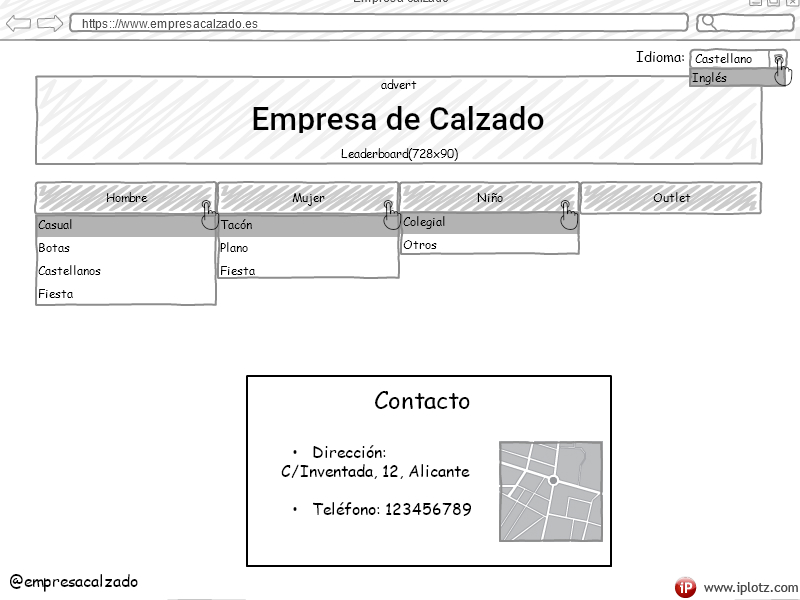 Empresa calzado
https://www.empresacalzado.es
Idioma: Castellano
Inglés
advert
Empresa de Calzado
Leaderboard(728x90)
Hombre Mujer Niño Outlet
Casual Tacón Colegial
Botas Plano Otros
Castellanos Fiesta
Fiesta
Contacto
• Dirección:
C/Inventada, 12, Alicante
• Teléfono: 123456789
@empresacalzado
iP www.iplotz.com